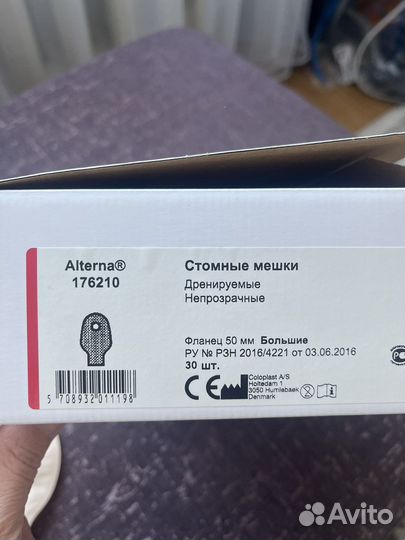 Alterna®
176210
Стомные мешки
Дренируемые
Непрозрачные
Фланец 50 мм Большие
РУ № РЗН 2016/4221 от 03.06.2016
30 шт.
CE
Coloplast A/S
Holtedam 1
3050 Humlebaek
Denmark
5 708932 011198
Avito